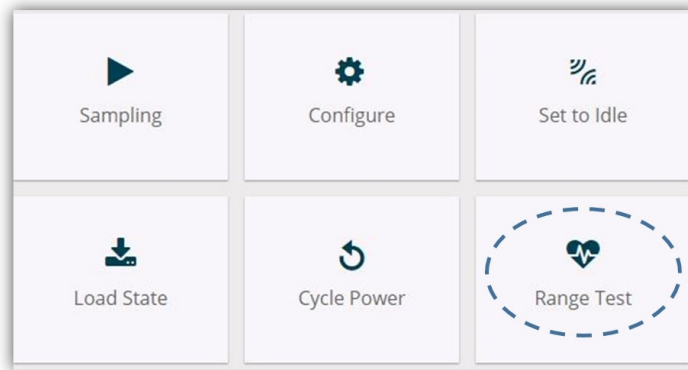 Sampling
Configure
Set to Idle
Load State
Cycle Power
Range Test